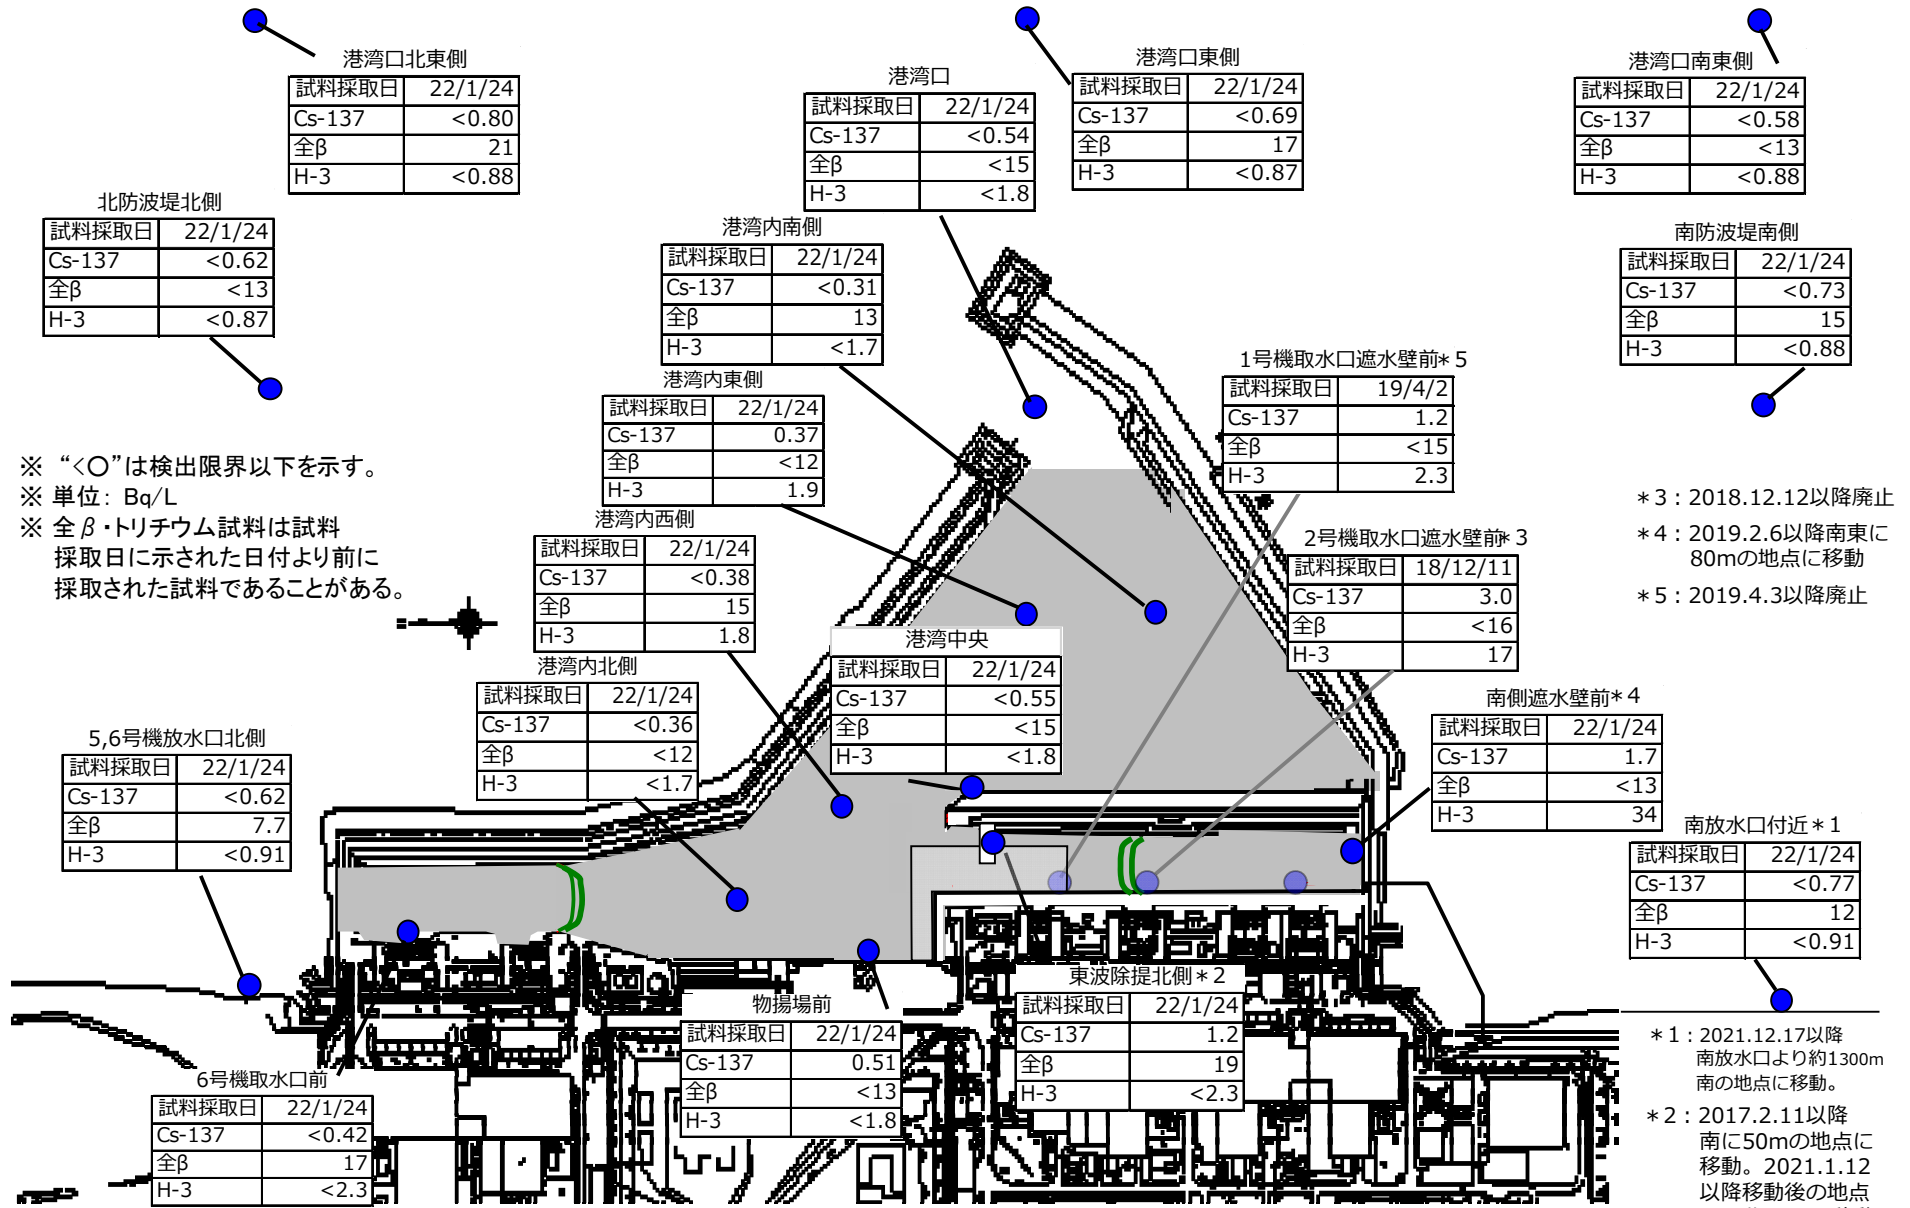 港湾口北東側
試料採取日 22/1/24
Cs-137 <0.80
全β 21
H-3 <0.88
港湾口
試料採取日 22/1/24
Cs-137 <0.54
全β <15
H-3 <1.8
港湾口東側
試料採取日 22/1/24
Cs-137 <0.69
全β 17
H-3 <0.87
港湾口南東側
試料採取日 22/1/24
Cs-137 <0.58
全β <13
H-3 <0.88
北防波堤北側
試料採取日 22/1/24
Cs-137 <0.62
全β <13
H-3 <0.87
港湾内南側
試料採取日 22/1/24
Cs-137 <0.31
全β 13
H-3 <1.7
南防波堤南側
試料採取日 22/1/24
Cs-137 <0.73
全β 15
H-3 <0.88
港湾内東側
試料採取日 22/1/24
Cs-137 0.37
全β <12
H-3 1.9
1号機取水口遮水壁前＊5
試料採取日 19/4/2
Cs-137 1.2
全β <15
H-3 2.3
※ “<〇”は検出限界以下を示す。
※ 単位: Bq/L
※ 全β・トリチウム試料は試料
採取日に示された日付より前に
採取された試料であることがある。
港湾内西側
試料採取日 22/1/24
Cs-137 <0.38
全β 15
H-3 1.8
2号機取水口遮水壁前＊3
試料採取日 18/12/11
Cs-137 3.0
全β <16
H-3 17
＊3：2018.12.12以降廃止
＊4：2019.2.6以降南東に
80mの地点に移動
＊5：2019.4.3以降廃止
港湾中央
試料採取日 22/1/24
Cs-137 <0.55
全β <15
H-3 <1.8
港湾内北側
試料採取日 22/1/24
Cs-137 <0.36
全β <12
H-3 <1.7
南側遮水壁前＊4
試料採取日 22/1/24
Cs-137 1.7
全β <13
H-3 34
5,6号機放水口北側
試料採取日 22/1/24
Cs-137 <0.62
全β 7.7
H-3 <0.91
南放水口付近＊1
試料採取日 22/1/24
Cs-137 <0.77
全β 12
H-3 <0.91
東波除提北側＊2
試料採取日 22/1/24
Cs-137 1.2
全β 19
H-3 <2.3
物揚場前
試料採取日 22/1/24
Cs-137 0.51
全β <13
H-3 <1.8
6号機取水口前
試料採取日 22/1/24
Cs-137 <0.42
全β 17
H-3 <2.3
＊1：2021.12.17以降
南放水口より約1300m
南の地点に移動。
＊2：2017.2.11以降
南に50mの地点に
移動。2021.1.12
以降移動後の地点